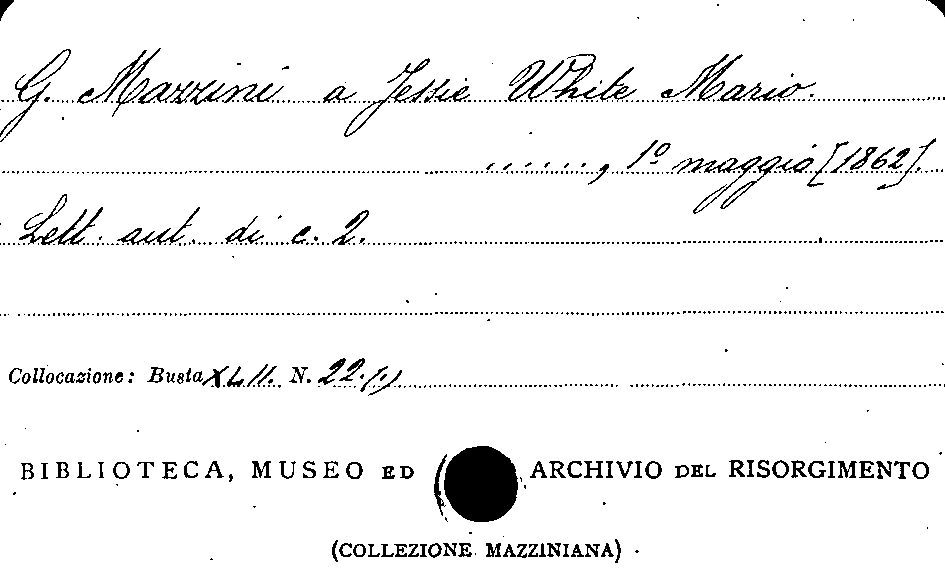 G. Mazzini a Jessie White Mario.
......., 1º maggio [1862].
Lett. aut. di c. 2.
Collocazione: Busta XLII. N. 22.(1)
BIBLIOTECA, MUSEO ED ARCHIVIO DEL RISORGIMENTO
(COLLEZIONE MAZZINIANA)